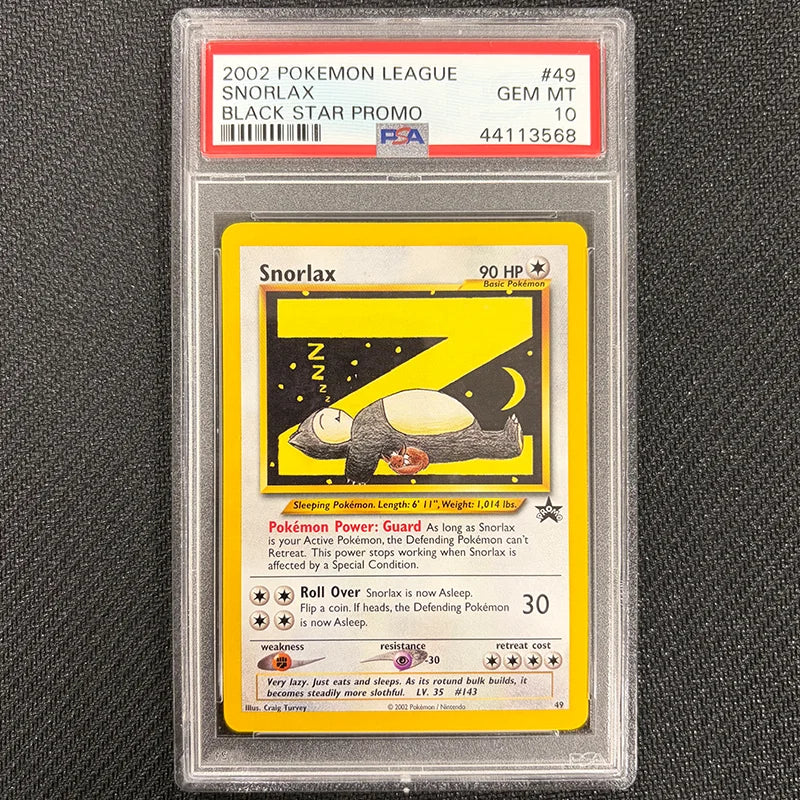 2002 POKEMON LEAGUE #49
SNORLAX GEM MT
BLACK STAR PROMO 10
PSA 44113568
Snorlax 90 HP
Basic Pokémon
Z
Z
Z
Z
Z
Sleeping Pokémon. Length: 6' 11", Weight: 1,014 lbs.
PROMO
Pokémon Power: Guard As long as Snorlax
is your Active Pokémon, the Defending Pokémon can't
Retreat. This power stops working when Snorlax is
affected by a Special Condition.
Roll Over Snorlax is now Asleep.
Flip a coin. If heads, the Defending Pokémon 30
is now Asleep.
weakness resistance retreat cost
-30
Very lazy. Just eats and sleeps. As its rotund bulk builds, it
becomes steadily more slothful. LV. 35 #143
Illus. Craig Turvey © 2002 Pokémon / Nintendo 49
PSA